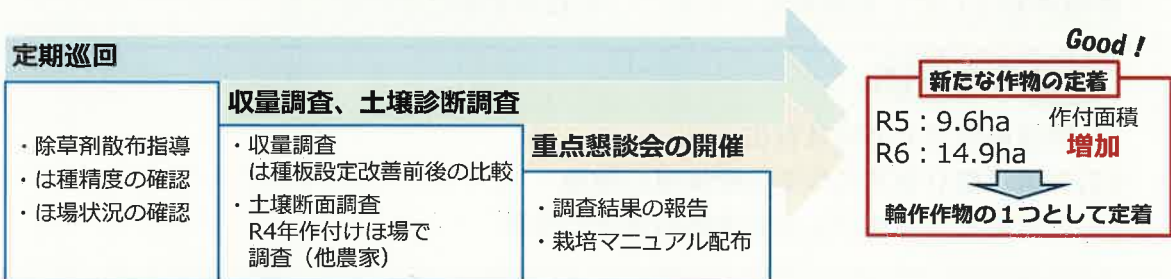 定期巡回
・除草剤散布指導
・は種精度の確認
・ほ場状況の確認
収量調査、土壌診断調査
・収量調査
は種板設定改善前後の比較
・土壌断面調査
R4年作付けほ場で
調査（他農家）
重点懇談会の開催
・調査結果の報告
・栽培マニュアル配布
Good !
新たな作物の定着
R5：9.6ha 作付面積
R6：14.9ha 増加
輪作作物の１つとして定着